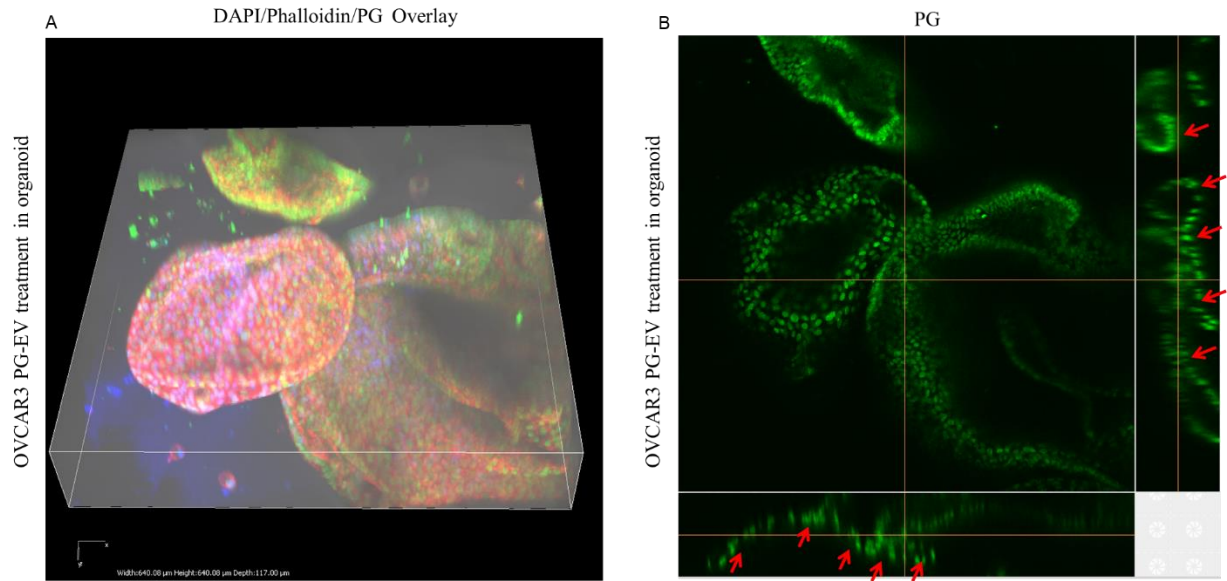 A
DAPI/Phalloidin/PG Overlay
OVCAR3 PG-EV treatment in organoid
x
Width:640.08 µm Height:640.08 µm Depth:117.00 µm
B
PG
OVCAR3 PG-EV treatment in organoid